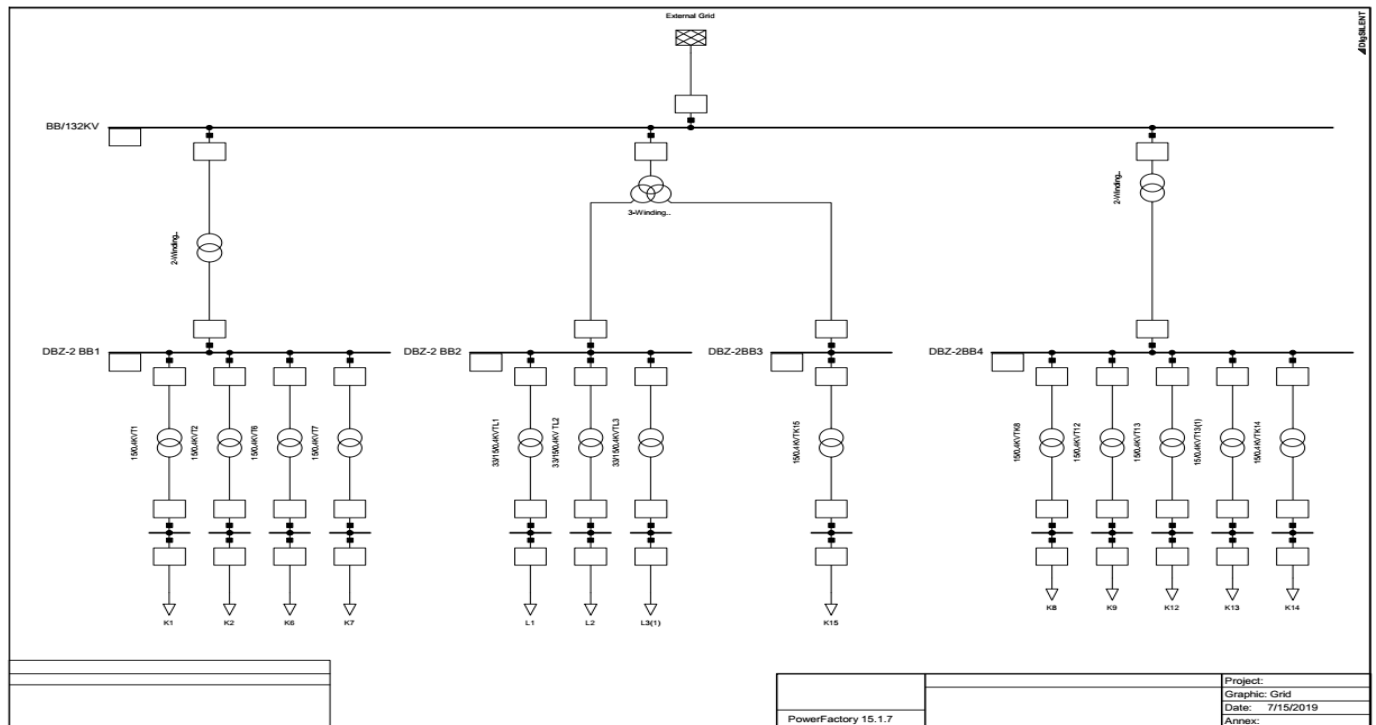 External Grid
DIgSILENT
BB/132KV
2-Winding..
3-Winding..
2-Winding..
DBZ-2 BB1
DBZ-2 BB2
DBZ-2BB3
DBZ-2BB4
15/0.4KV/T1
15/0.4KV/T2
15/0.4KV/T6
15/0.4KV/T7
33/15/0.4KV/TL1
33/15/0.4KV TL2
33/15/0.4KV/TL3
15/0.4K/TK15
15/0.4KV/TK8
15/0.4KV/T12
15/0.4KV/T13
15/0.4KV/T13(1)
15/0.4KV/TK14
K1
K2
K6
K7
L1
L2
L3(1)
K15
K8
K9
K12
K13
K14
PowerFactory 15.1.7
Project:
Graphic: Grid
Date: 7/15/2019
Annex: